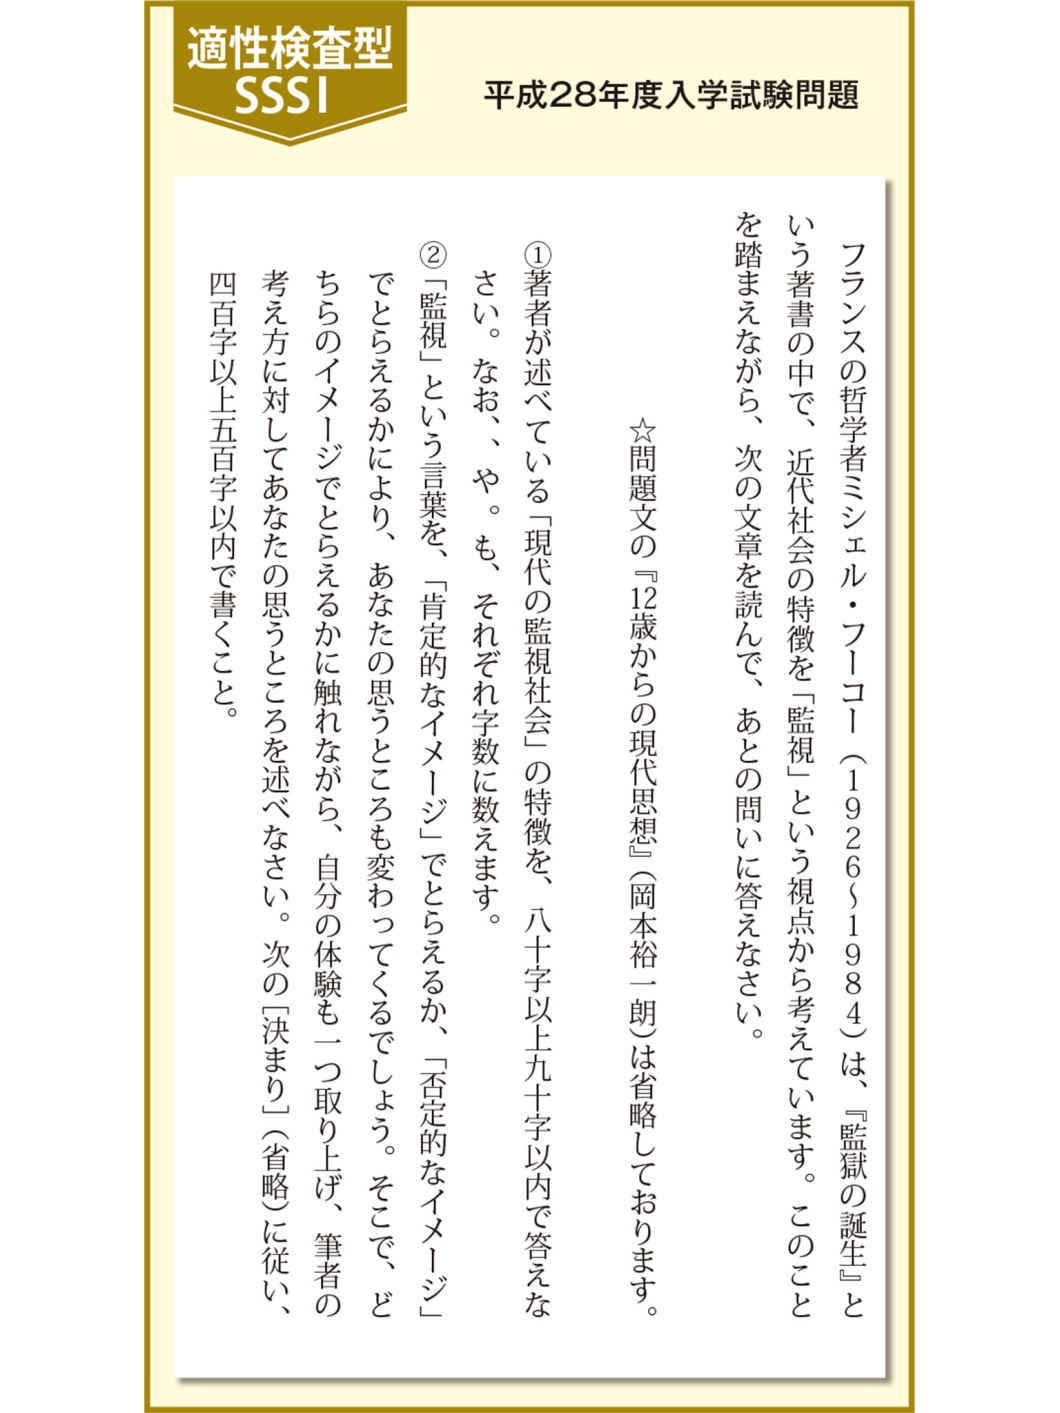 適性検査型
SSSI
平成28年度入学試験問題
フランスの哲学者ミシェル・フーコー（1926～1984）は、『監獄の誕生』と
いう著書の中で、近代社会の特徴を「監視」という視点から考えています。このこと
を踏まえながら、次の文章を読んで、あとの問いに答えなさい。
☆問題文の『12歳からの現代思想』（岡本裕一朗）は省略しております。
①著者が述べている「現代の監視社会」の特徴を、八十字以上九十字以内で答えな
さい。なお、、や。も、それぞれ字数に数えます。
②「監視」という言葉を、「肯定的なイメージ」でとらえるか、「否定的なイメージ」
でとらえるかにより、あなたの思うところも変わってくるでしょう。そこで、ど
ちらのイメージでとらえるかに触れながら、自分の体験も一つ取り上げ、筆者の
考え方に対してあなたの思うところを述べなさい。次の［決まり］（省略）に従い、
四百字以上五百字以内で書くこと。